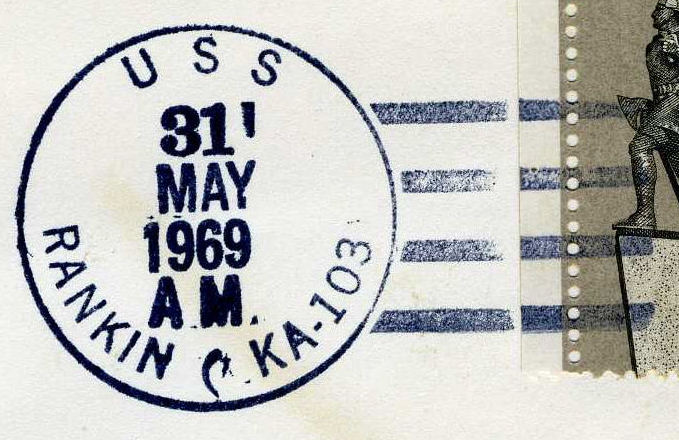 USS
31
MAY
1969
A.M.
RANKIN KA-103